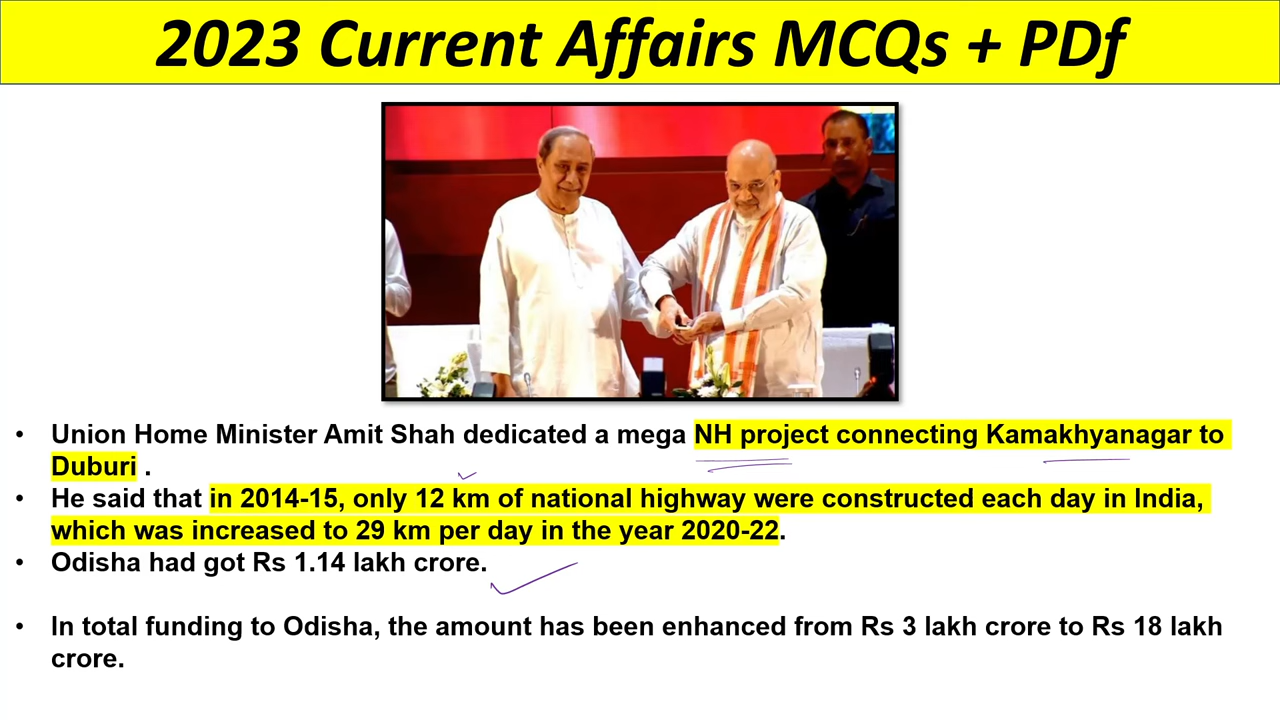 2023 Current Affairs MCQs + PDf
• Union Home Minister Amit Shah dedicated a mega NH project connecting Kamakhyanagar to
Duburi .
• He said that in 2014-15, only 12 km of national highway were constructed each day in India,
which was increased to 29 km per day in the year 2020-22.
• Odisha had got Rs 1.14 lakh crore.
• In total funding to Odisha, the amount has been enhanced from Rs 3 lakh crore to Rs 18 lakh
crore.